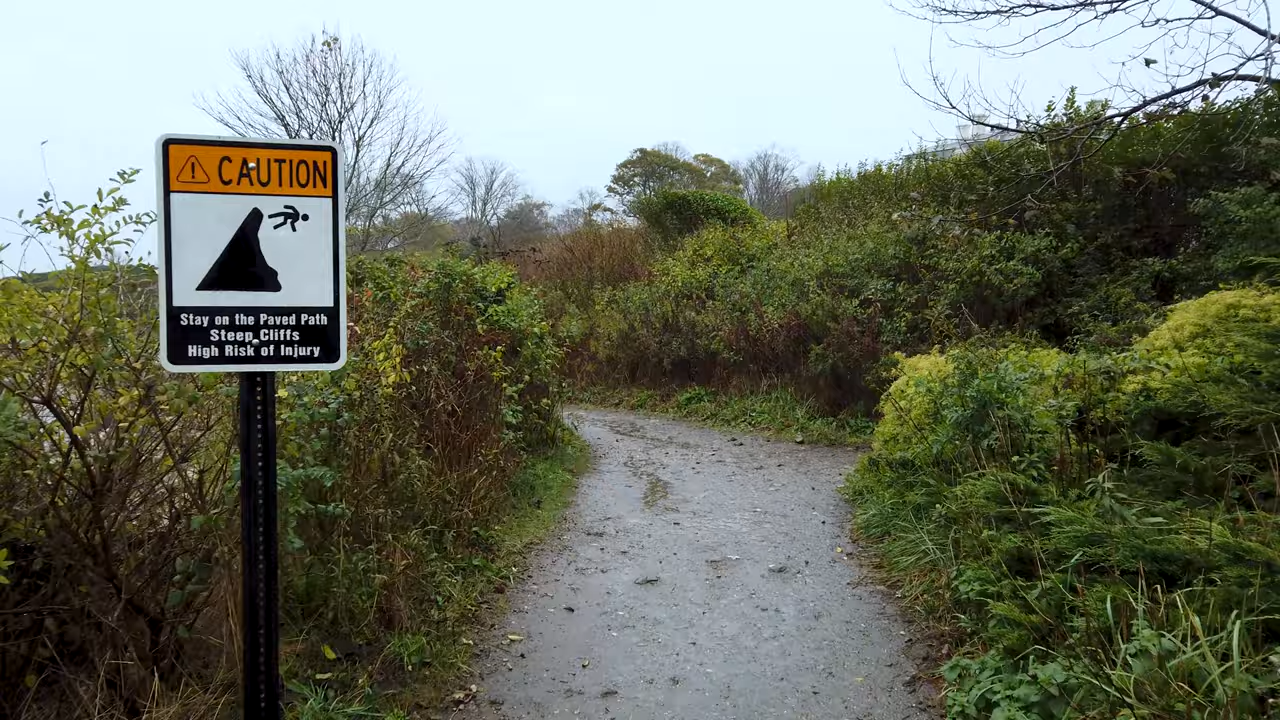 CAUTION
Stay on the Paved Path
Steep Cliffs
High Risk of Injury